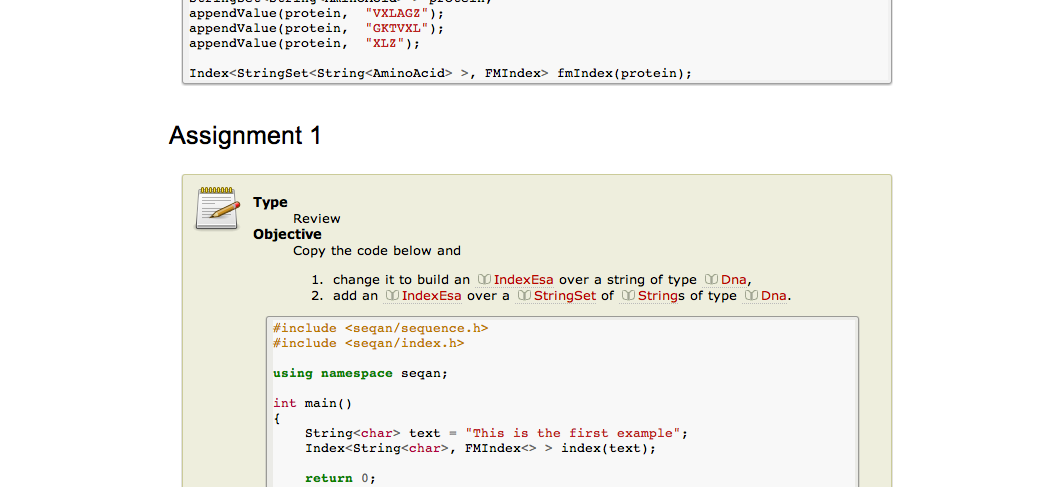 StringSet<String<AminoAcid> > protein;
appendValue(protein, "VXLAGZ");
appendValue(protein, "GKTVXL");
appendValue(protein, "XLZ");
Index<StringSet<String<AminoAcid> >, FMIndex> fmIndex(protein);
Assignment 1
Type
Review
Objective
Copy the code below and
1. change it to build an IndexEsa over a string of type Dna,
2. add an IndexEsa over a StringSet of Strings of type Dna.
#include <seqan/sequence.h>
#include <seqan/index.h>
using namespace seqan;
int main()
{
String<char> text = "This is the first example";
Index<String<char>, FMIndex<> > index(text);
return 0;